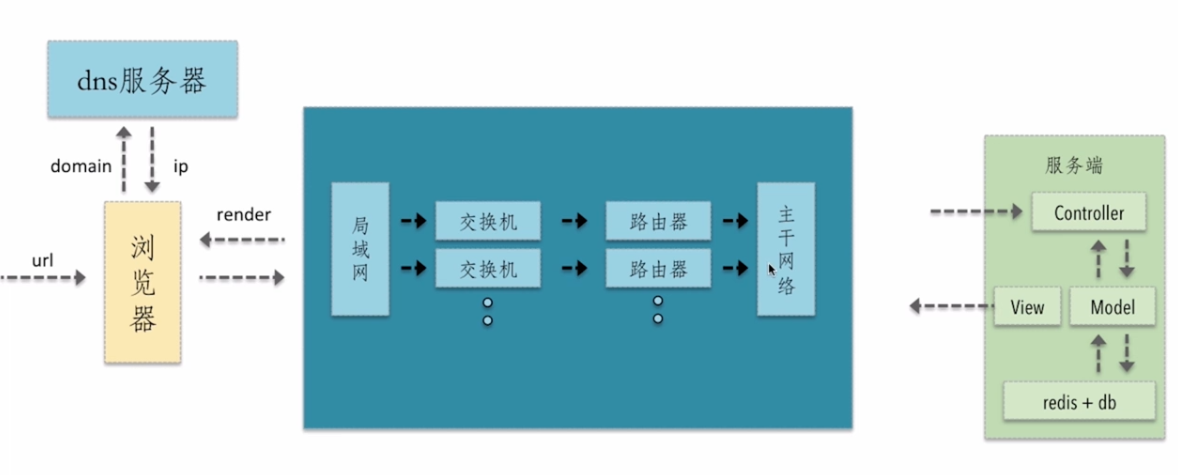 dns服务器
domain
ip
url
浏览器
render
局域网
交换机
路由器
交换机
路由器
主干网络
服务端
Controller
View
Model
redis + db